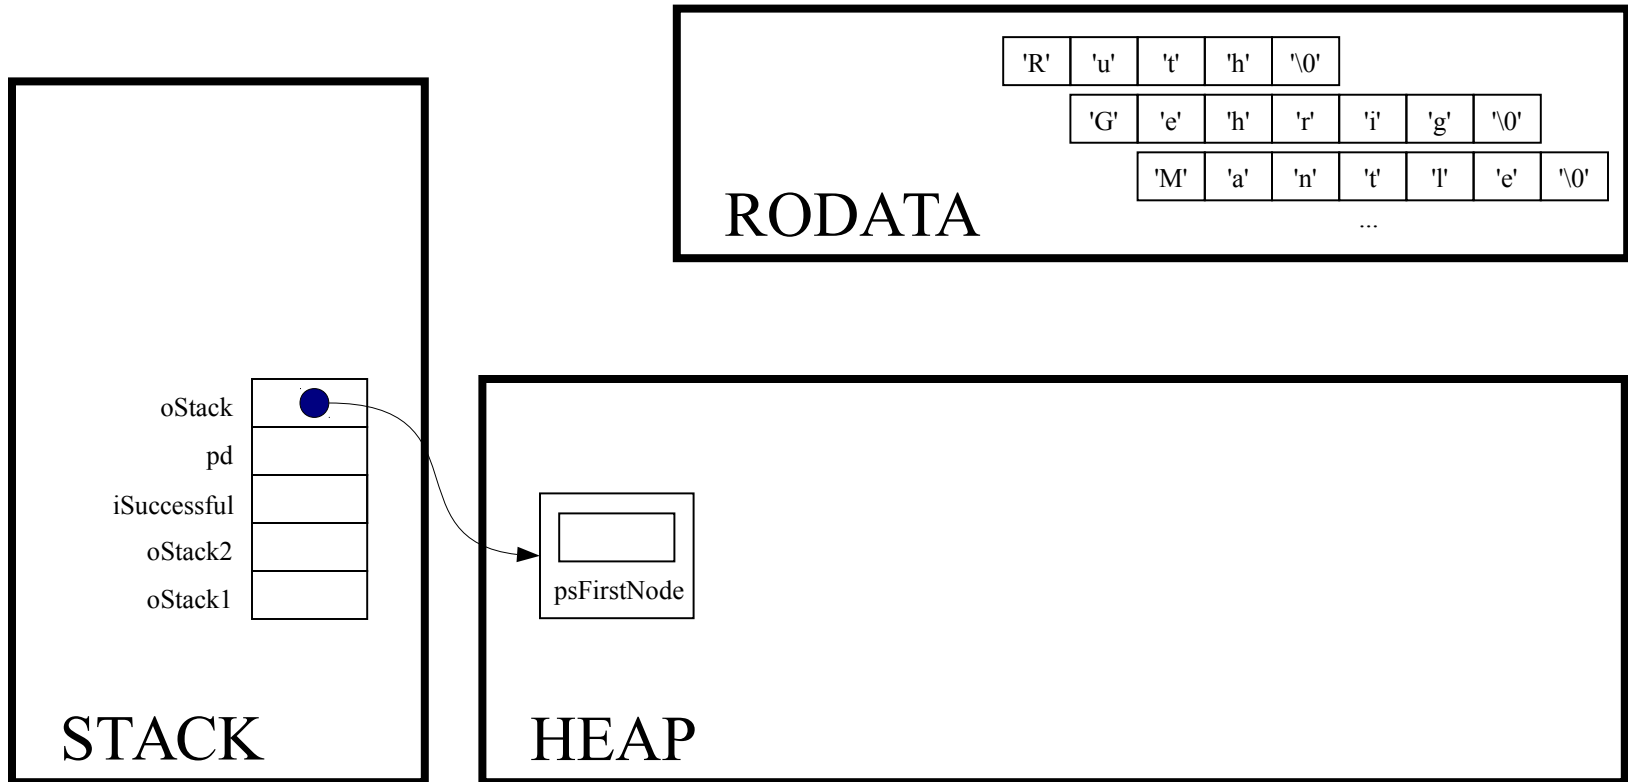 'R' 'u' 't' 'h' '\0'
'G' 'e' 'h' 'r' 'i' 'g' '\0'
'M' 'a' 'n' 't' 'l' 'e' '\0'
...
RODATA
oStack
pd
iSuccessful
oStack2
oStack1
STACK
psFirstNode
HEAP